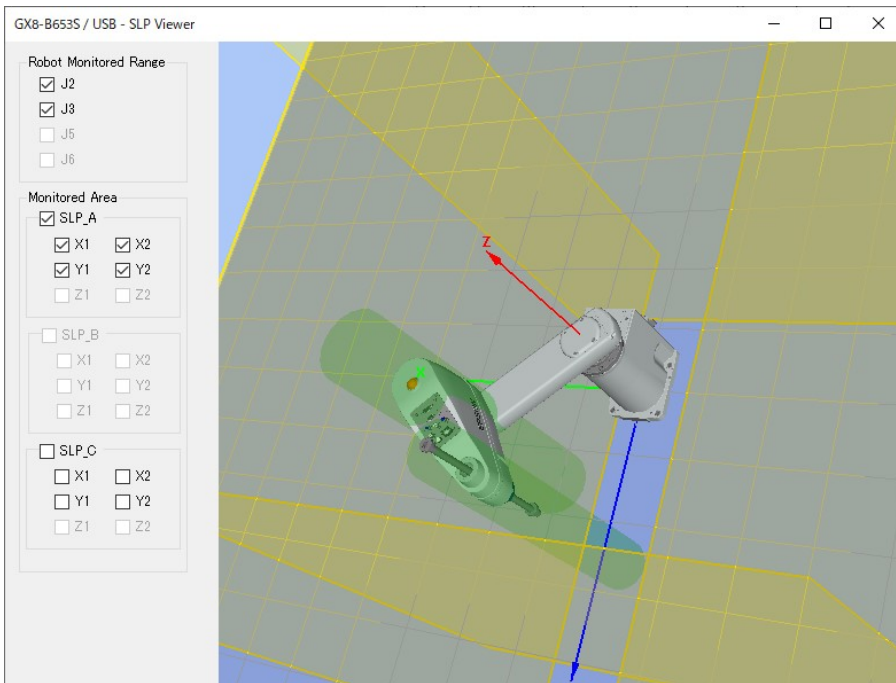 GX8-B653S / USB - SLP Viewer
Robot Monitored Range
J2
J3
J5
J6
Monitored Area
SLP_A
X1 X2
Y1 Y2
Z1 Z2
SLP_B
X1 X2
Y1 Y2
Z1 Z2
SLP_C
X1 X2
Y1 Y2
Z1 Z2
Z
X